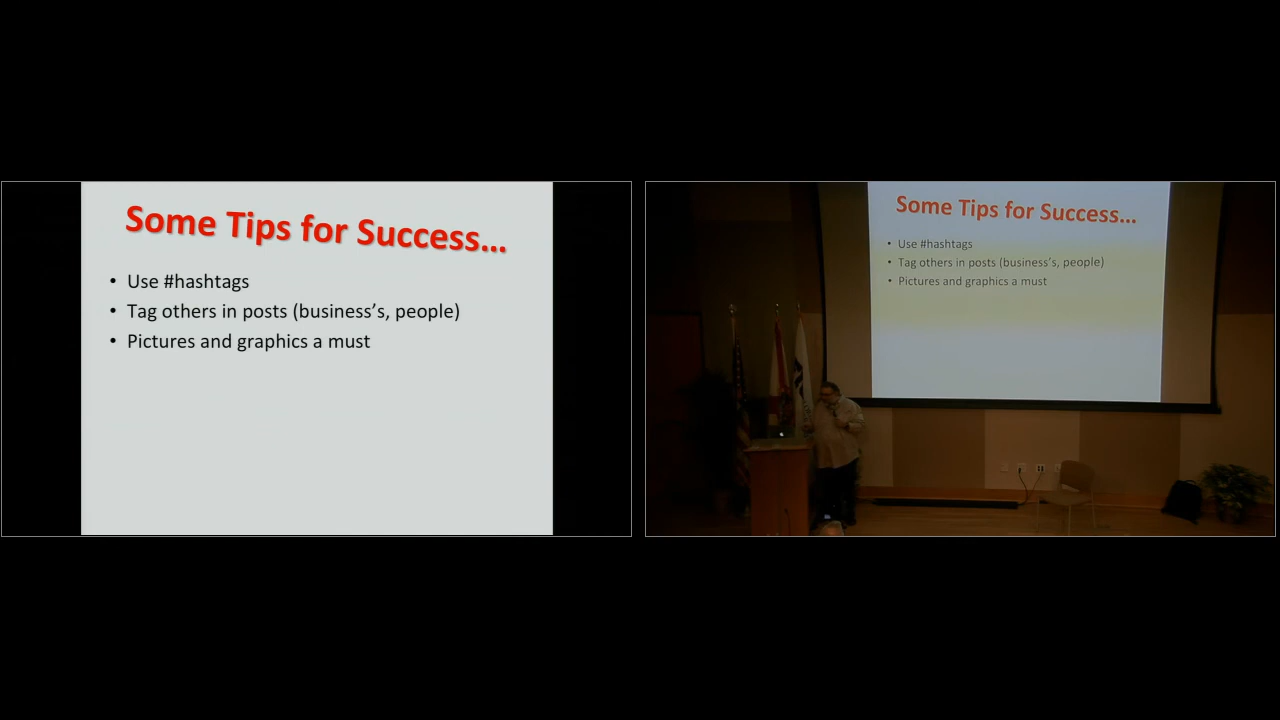 Some Tips for Success...
• Use #hashtags
• Tag others in posts (business's, people)
• Pictures and graphics a must
Some Tips for Success...
• Use #hashtags
• Tag others in posts (business's, people)
• Pictures and graphics a must